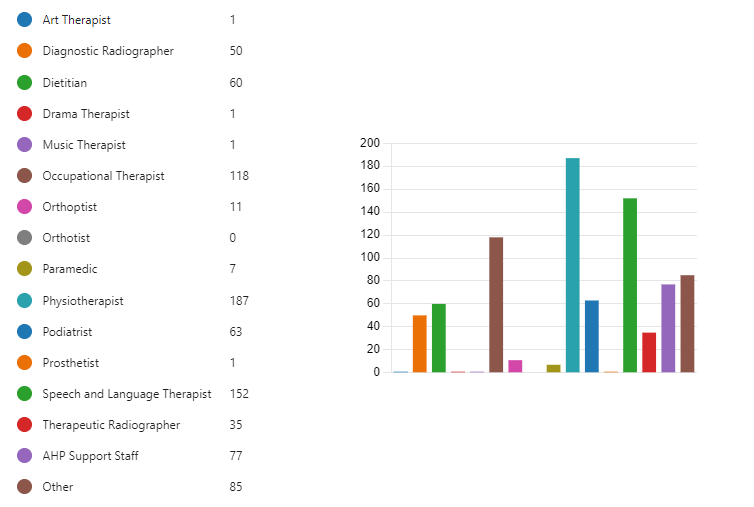 Art Therapist 1
Diagnostic Radiographer 50
Dietitian 60
Drama Therapist 1
Music Therapist 1
Occupational Therapist 118
Orthoptist 11
Orthotist 0
Paramedic 7
Physiotherapist 187
Podiatrist 63
Prosthetist 1
Speech and Language Therapist 152
Therapeutic Radiographer 35
AHP Support Staff 77
Other 85
200
180
160
140
120
100
80
60
40
20
0